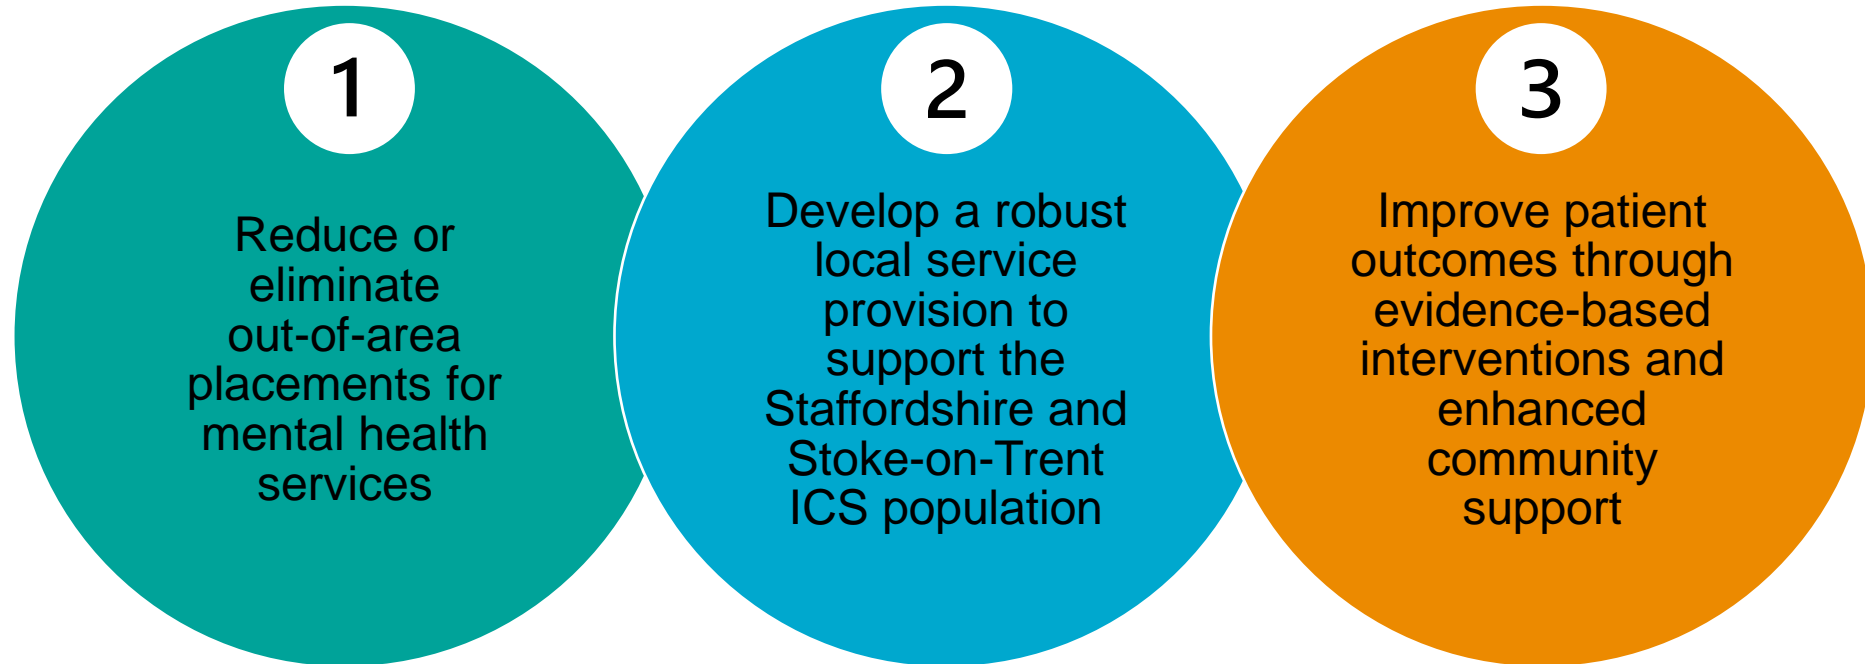 1
Reduce or
eliminate
out-of-area
placements for
mental health
services
2
Develop a robust
local service
provision to
support the
Staffordshire and
Stoke-on-Trent
ICS population
3
Improve patient
outcomes through
evidence-based
interventions and
enhanced
community
support